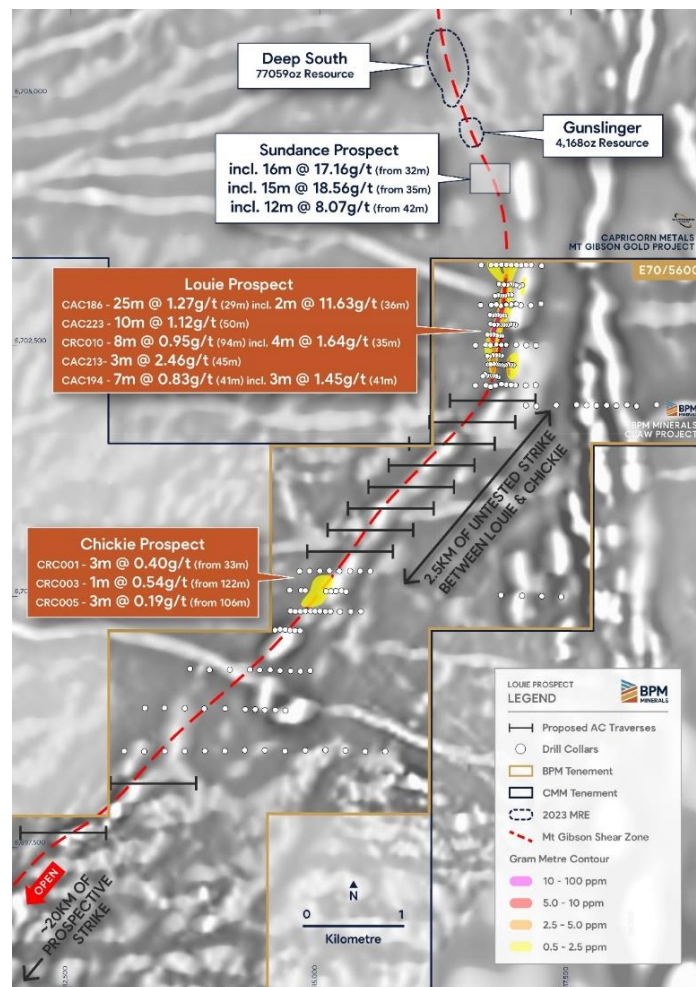 Deep South
77059oz Resource
6,705,000
Gunslinger
4,168oz Resource
Sundance Prospect
incl. 16m @ 17.16g/t (from 32m)
incl. 15m @ 18.56g/t (from 35m)
incl. 12m @ 8.07g/t (from 42m)
CAPRICORN METALS
MT GIBSON GOLD PROJECT
E70/5600
Louie Prospect
CAC186 - 25m @ 1.27g/t (29m) incl. 2m @ 11.63g/t (36m)
CAC223 - 10m @ 1.12g/t (50m)
CRC010 - 8m @ 0.95g/t (94m) incl. 4m @ 1.64g/t (35m)
CAC213- 3m @ 2.46g/t (45m)
CAC194 - 7m @ 0.83g/t (41m) incl. 3m @ 1.45g/t (41m)
6,702,500
BPM
MINERALS
BPM MINERALS
CLAW PROJECT
2.5KM OF UNTESTED STRIKE
BETWEEN LOUIE & CHICKIE
Chickie Prospect
CRC001 - 3m @ 0.40g/t (from 33m)
CRC003 - 1m @ 0.54g/t (from 122m)
CRC005 - 3m @ 0.19g/t (from 106m)
LOUIE PROSPECT
LEGEND
BPM
MINERALS
Proposed AC Traverses
Drill Collars
BPM Tenement
CMM Tenement
2023 MRE
Mt Gibson Shear Zone
Gram Metre Contour
10 - 100 ppm
5.0 - 10 ppm
2.5 - 5.0 ppm
0.5 - 2.5 ppm
OPEN
~20KM OF
PROSPECTIVE
STRIKE
N
0 1
Kilometre